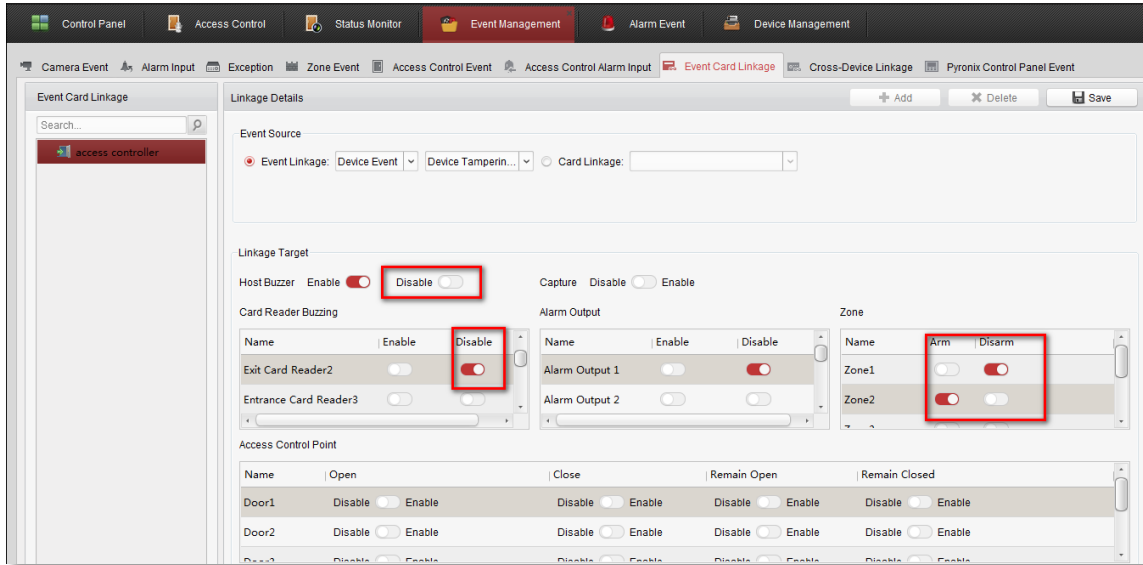 Control Panel Access Control Status Monitor Event Management Alarm Event Device Management
Camera Event Alarm Input Exception Zone Event Access Control Event Access Control Alarm Input Event Card Linkage Cross-Device Linkage Pyronix Control Panel Event
Event Card Linkage
Search...
access controller
Linkage Details Add Delete Save
Event Source
Event Linkage: Device Event Device Tamperin... Card Linkage:
Linkage Target
Host Buzzer Enable Disable Capture Disable Enable
Card Reader Buzzing Alarm Output Zone
Name Enable Disable Name Enable Disable Name Arm Disarm
Exit Card Reader2 Alarm Output 1 Zone1
Entrance Card Reader3 Alarm Output 2 Zone2
Access Control Point
Name Open Close Remain Open Remain Closed
Door1 Disable Enable Disable Enable Disable Enable Disable Enable
Door2 Disable Enable Disable Enable Disable Enable Disable Enable